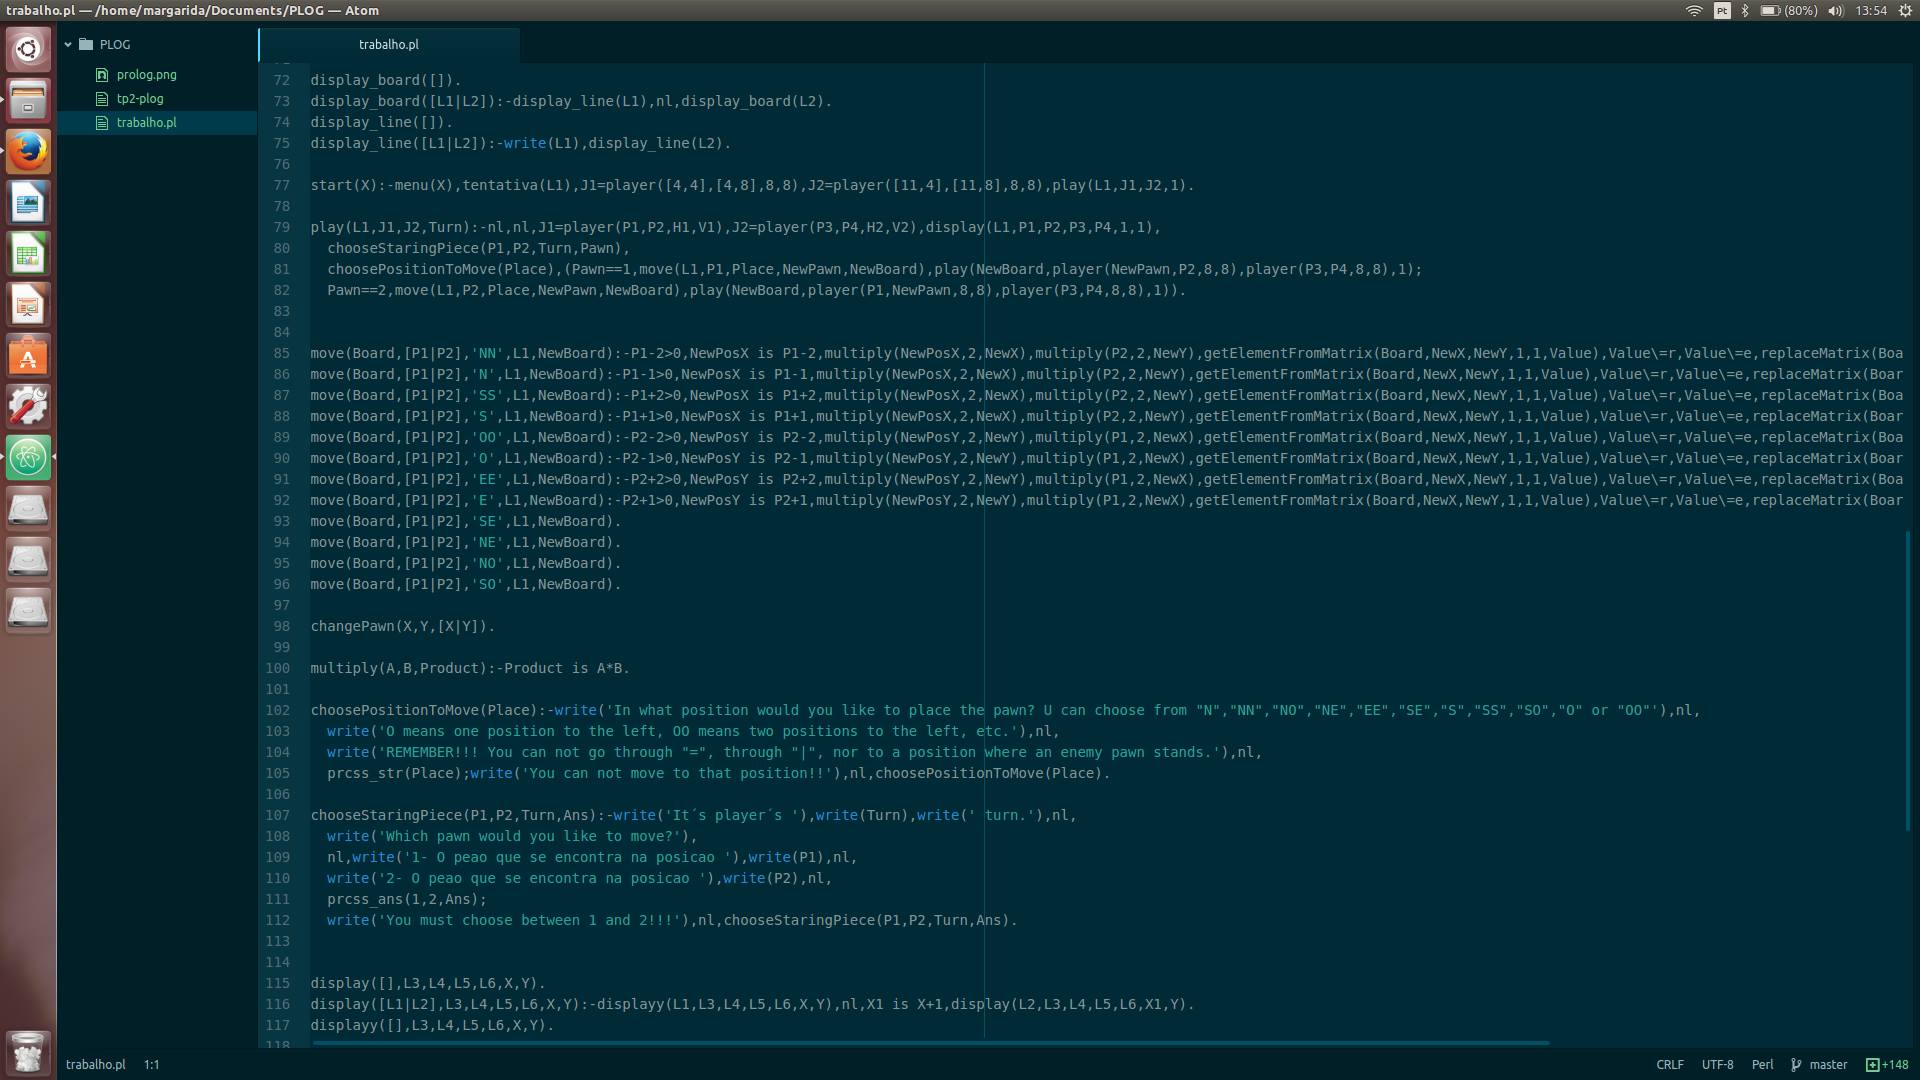 trabalho.pl — /home/margarida/Documents/PLOG — Atom
Pt
(80%)
13:54
PLOG
prolog.png
tp2-plog
trabalho.pl
trabalho.pl
72 display_board([]).
73 display_board([L1|L2]):-display_line(L1),nl,display_board(L2).
74 display_line([]).
75 display_line([L1|L2]):-write(L1),display_line(L2).
76
77 start(X):-menu(X),tentativa(L1),J1=player([4,4],[4,8],8,8),J2=player([11,4],[11,8],8,8),play(L1,J1,J2,1).
78
79 play(L1,J1,J2,Turn):-nl,nl,J1=player(P1,P2,H1,V1),J2=player(P3,P4,H2,V2),display(L1,P1,P2,P3,P4,1,1),
80   chooseStaringPiece(P1,P2,Turn,Pawn),
81   choosePositionToMove(Place),(Pawn==1,move(L1,P1,Place,NewPawn,NewBoard),play(NewBoard,player(NewPawn,P2,8,8),player(P3,P4,8,8),1);
82   Pawn==2,move(L1,P2,Place,NewPawn,NewBoard),play(NewBoard,player(P1,NewPawn,8,8),player(P3,P4,8,8),1)).
83
84
85 move(Board,[P1|P2],'NN',L1,NewBoard):-P1-2>0,NewPosX is P1-2,multiply(NewPosX,2,NewX),multiply(P2,2,NewY),getElementFromMatrix(Board,NewX,NewY,1,1,Value),Value\=r,Value\=e,replaceMatrix(Boa
86 move(Board,[P1|P2],'N',L1,NewBoard):-P1-1>0,NewPosX is P1-1,multiply(NewPosX,2,NewX),multiply(P2,2,NewY),getElementFromMatrix(Board,NewX,NewY,1,1,Value),Value\=r,Value\=e,replaceMatrix(Boar
87 move(Board,[P1|P2],'SS',L1,NewBoard):-P1+2>0,NewPosX is P1+2,multiply(NewPosX,2,NewX),multiply(P2,2,NewY),getElementFromMatrix(Board,NewX,NewY,1,1,Value),Value\=r,Value\=e,replaceMatrix(Boa
88 move(Board,[P1|P2],'S',L1,NewBoard):-P1+1>0,NewPosX is P1+1,multiply(NewPosX,2,NewX),multiply(P2,2,NewY),getElementFromMatrix(Board,NewX,NewY,1,1,Value),Value\=r,Value\=e,replaceMatrix(Boar
89 move(Board,[P1|P2],'OO',L1,NewBoard):-P2-2>0,NewPosY is P2-2,multiply(NewPosY,2,NewY),multiply(P1,2,NewX),getElementFromMatrix(Board,NewX,NewY,1,1,Value),Value\=r,Value\=e,replaceMatrix(Boa
90 move(Board,[P1|P2],'O',L1,NewBoard):-P2-1>0,NewPosY is P2-1,multiply(NewPosY,2,NewY),multiply(P1,2,NewX),getElementFromMatrix(Board,NewX,NewY,1,1,Value),Value\=r,Value\=e,replaceMatrix(Boar
91 move(Board,[P1|P2],'EE',L1,NewBoard):-P2+2>0,NewPosY is P2+2,multiply(NewPosY,2,NewY),multiply(P1,2,NewX),getElementFromMatrix(Board,NewX,NewY,1,1,Value),Value\=r,Value\=e,replaceMatrix(Boa
92 move(Board,[P1|P2],'E',L1,NewBoard):-P2+1>0,NewPosY is P2+1,multiply(NewPosY,2,NewY),multiply(P1,2,NewX),getElementFromMatrix(Board,NewX,NewY,1,1,Value),Value\=r,Value\=e,replaceMatrix(Boar
93 move(Board,[P1|P2],'SE',L1,NewBoard).
94 move(Board,[P1|P2],'NE',L1,NewBoard).
95 move(Board,[P1|P2],'NO',L1,NewBoard).
96 move(Board,[P1|P2],'SO',L1,NewBoard).
97
98 changePawn(X,Y,[X|Y]).
99
100 multiply(A,B,Product):-Product is A*B.
101
102 choosePositionToMove(Place):-write('In what position would you like to place the pawn? U can choose from "N","NN","NO","NE","EE","SE","S","SS","SO","O" or "OO"'),nl,
103   write('O means one position to the left, OO means two positions to the left, etc.'),nl,
104   write('REMEMBER!!! You can not go through "=", through "|", nor to a position where an enemy pawn stands.'),nl,
105   prcss_str(Place);write('You can not move to that position!!'),nl,choosePositionToMove(Place).
106
107 chooseStaringPiece(P1,P2,Turn,Ans):-write('It´s player´s '),write(Turn),write(' turn.'),nl,
108   write('Which pawn would you like to move?'),
109   nl,write('1- O peao que se encontra na posicao '),write(P1),nl,
110   write('2- O peao que se encontra na posicao '),write(P2),nl,
111   prcss_ans(1,2,Ans);
112   write('You must choose between 1 and 2!!!'),nl,chooseStaringPiece(P1,P2,Turn,Ans).
113
114
115 display([],L3,L4,L5,L6,X,Y).
116 display([L1|L2],L3,L4,L5,L6,X,Y):-displayy(L1,L3,L4,L5,L6,X,Y),nl,X1 is X+1,display(L2,L3,L4,L5,L6,X1,Y).
117 displayy([],L3,L4,L5,L6,X,Y).
118
trabalho.pl 1:1
CRLF UTF-8 Perl master +148